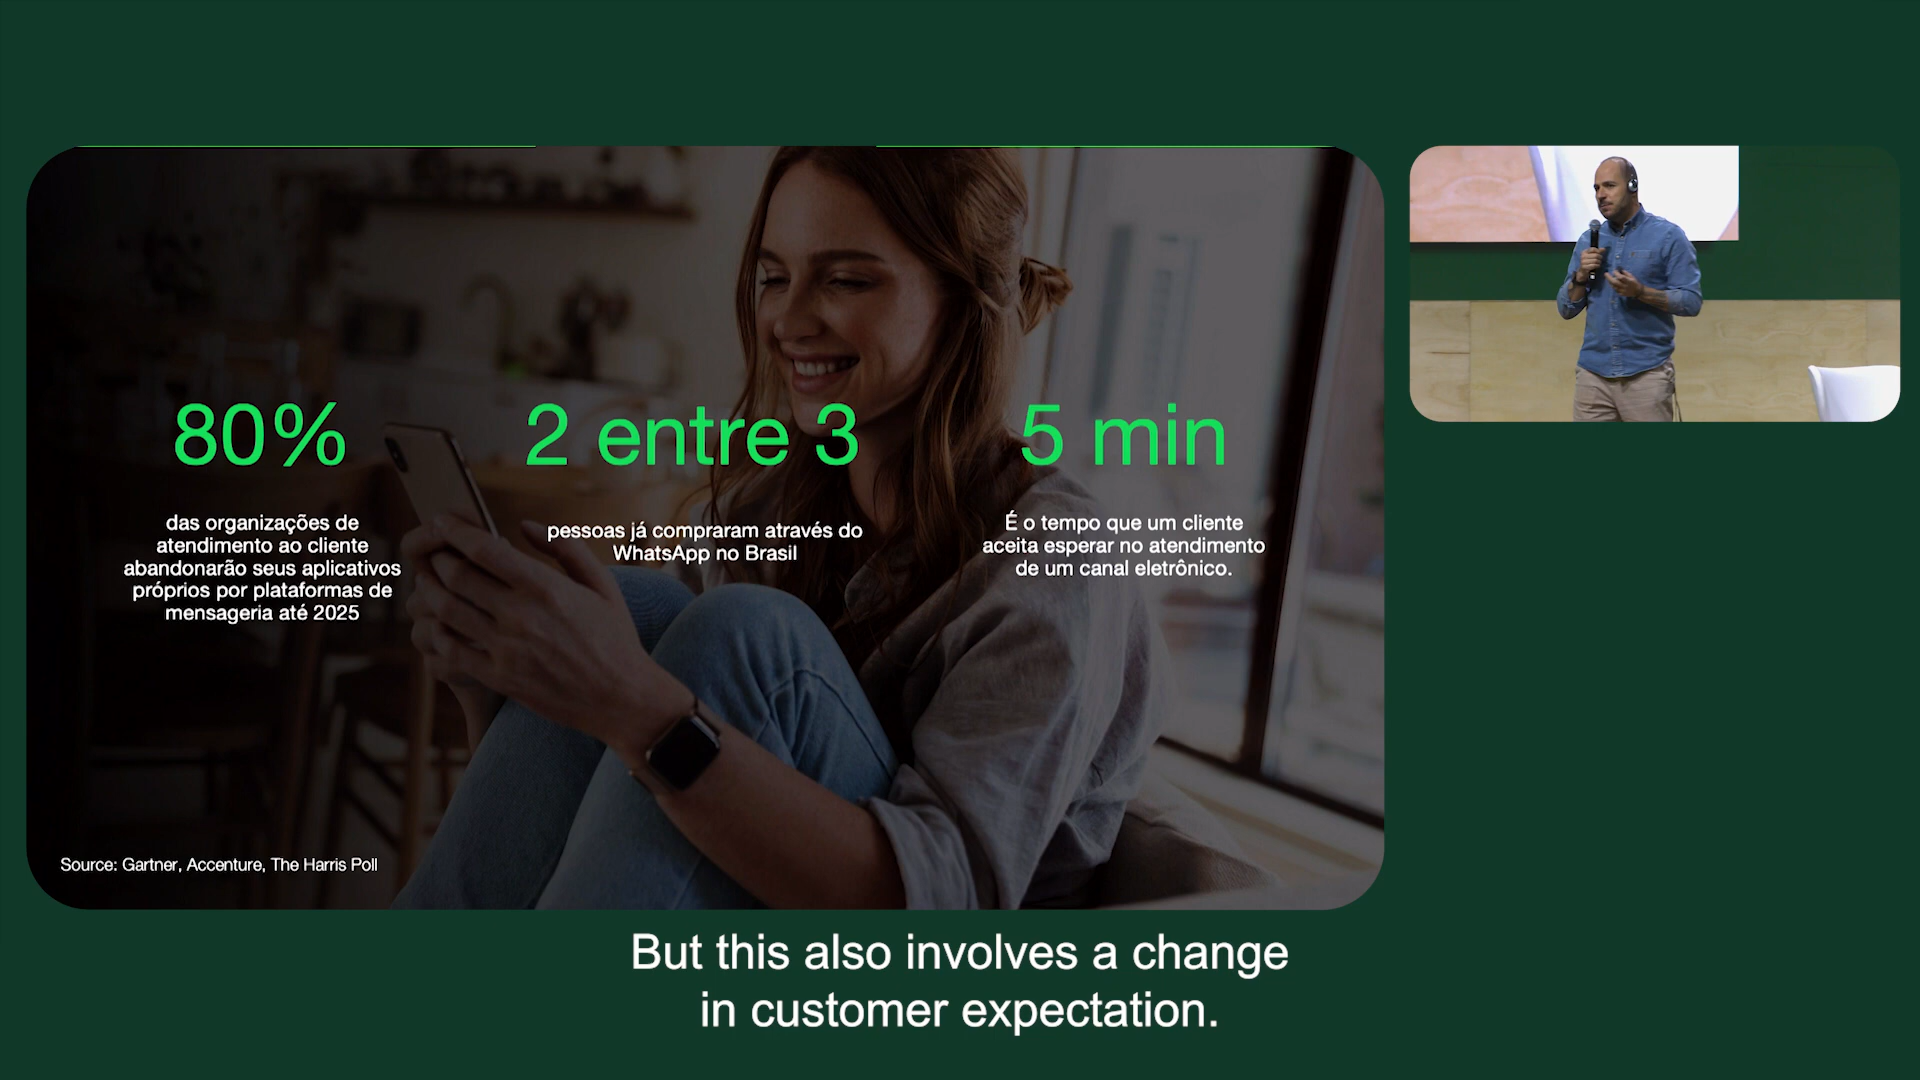 80%
das organizações de
atendimento ao cliente
abandonarão seus aplicativos
próprios por plataformas de
mensageria até 2025
2 entre 3
pessoas já compraram através do
WhatsApp no Brasil
5 min
É o tempo que um cliente
aceita esperar no atendimento
de um canal eletrônico.
Source: Gartner, Accenture, The Harris Poll
But this also involves a change
in customer expectation.